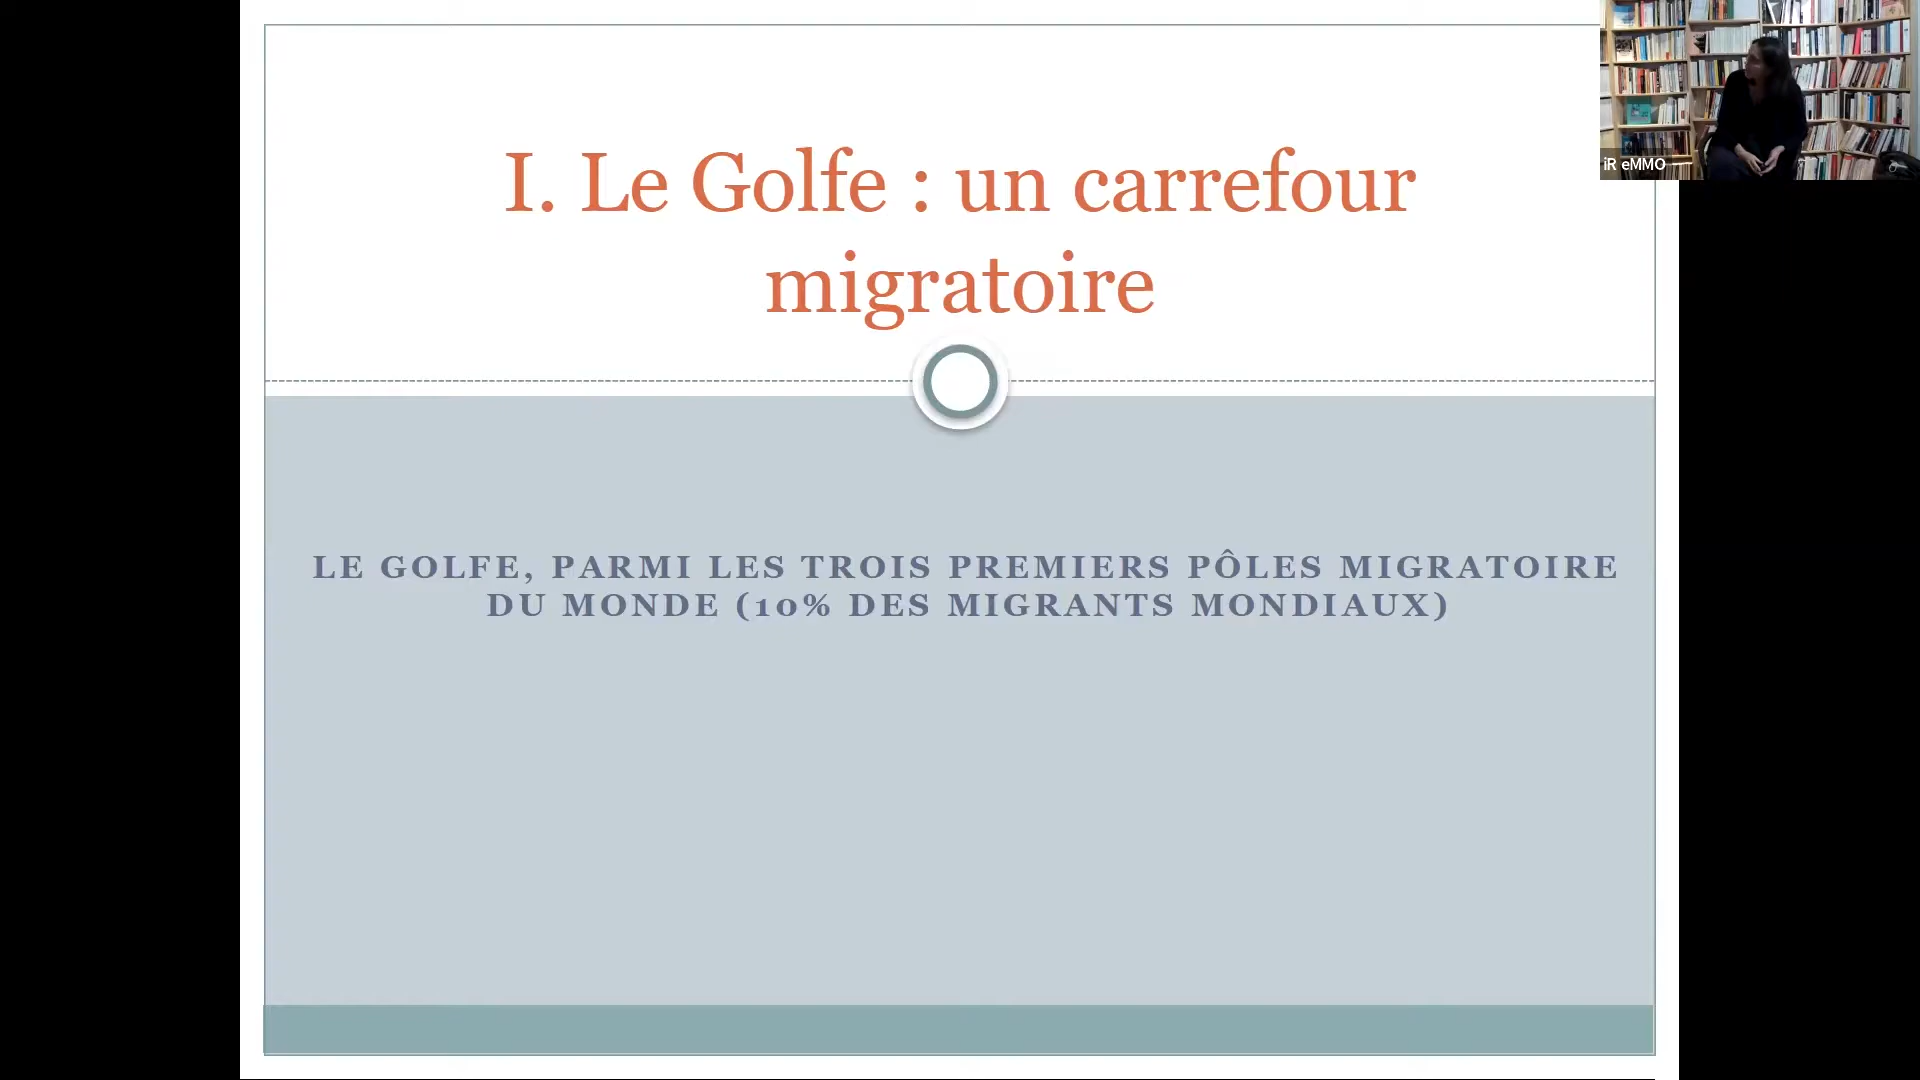 I. Le Golfe : un carrefour
migratoire
LE GOLFE, PARMI LES TROIS PREMIERS PÔLES MIGRATOIRE
DU MONDE (10% DES MIGRANTS MONDIAUX)
iR eMMO